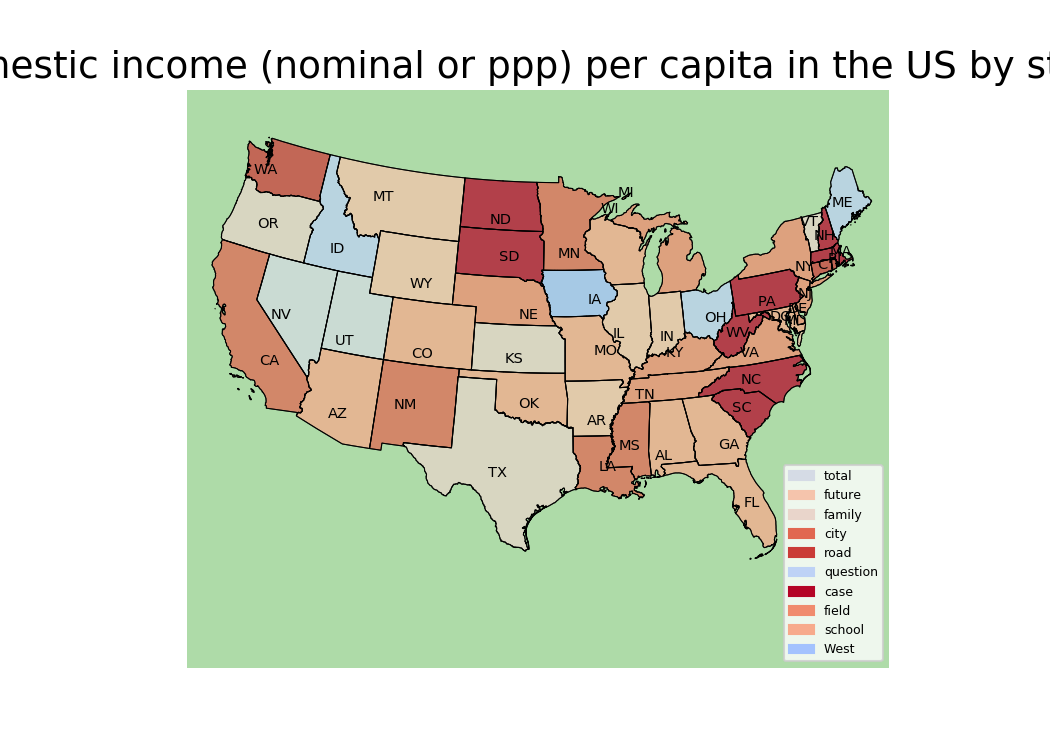 nestic income (nominal or ppp) per capita in the US by st
WA
MT
ND
MN
WI
MI
ME
VT
NH
MA
OR
ID
SD
WY
NE
IA
NY
CT
NJ
PA
NV
UT
CO
KS
MO
IL
IN
OH
WV
VA
DC
DE
MD
KY
CA
AZ
NM
OK
AR
TN
NC
SC
TX
LA
MS
AL
GA
FL
total
future
family
city
road
question
case
field
school
West